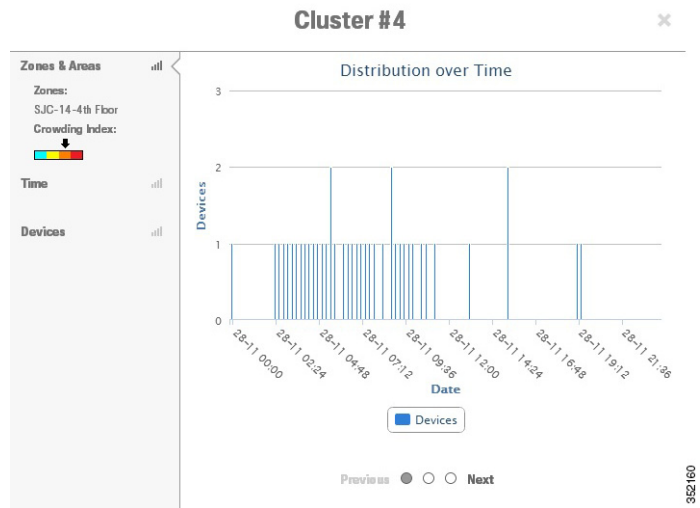 Cluster #4
×
Zones & Areas
Zones:
SJC-14-4th Floor
Crowding Index:
Time
Devices
Distribution over Time
3
2
1
0
Devices
28-11 00:00
28-11 02:24
28-11 04:48
28-11 07:12
28-11 09:36
28-11 12:00
28-11 14:24
28-11 16:48
28-11 19:12
28-11 21:36
Date
Devices
Previous
Next
352160